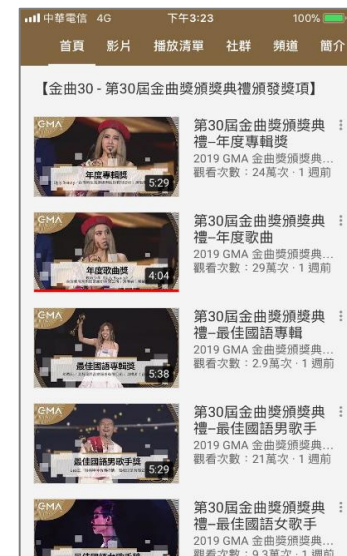 中華電信 4G 下午3:23 100%
首頁 影片 播放清單 社群 頻道 簡介
【金曲30 - 第30屆金曲獎頒獎典禮頒發獎項】
GMA
年度專輯獎
5:29
第30屆金曲獎頒獎典
禮–年度專輯獎
2019 GMA 金曲獎頒獎典...
觀看次數：24萬次 · 1 週前
GMA
年度歌曲獎
4:04
第30屆金曲獎頒獎典
禮–年度歌曲
2019 GMA 金曲獎頒獎典...
觀看次數：29萬次 · 1 週前
GMA
最佳國語專輯獎
5:38
第30屆金曲獎頒獎典
禮–最佳國語專輯
2019 GMA 金曲獎頒獎典...
觀看次數：2.9萬次 · 1 週前
GMA
最佳國語男歌手獎
5:29
第30屆金曲獎頒獎典
禮–最佳國語男歌手
2019 GMA 金曲獎頒獎典...
觀看次數：21萬次 · 1 週前
GMA
第30屆金曲獎頒獎典
禮–最佳國語女歌手
2019 GMA 金曲獎頒獎典...
觀看次數：9.3萬次 · 1 週前